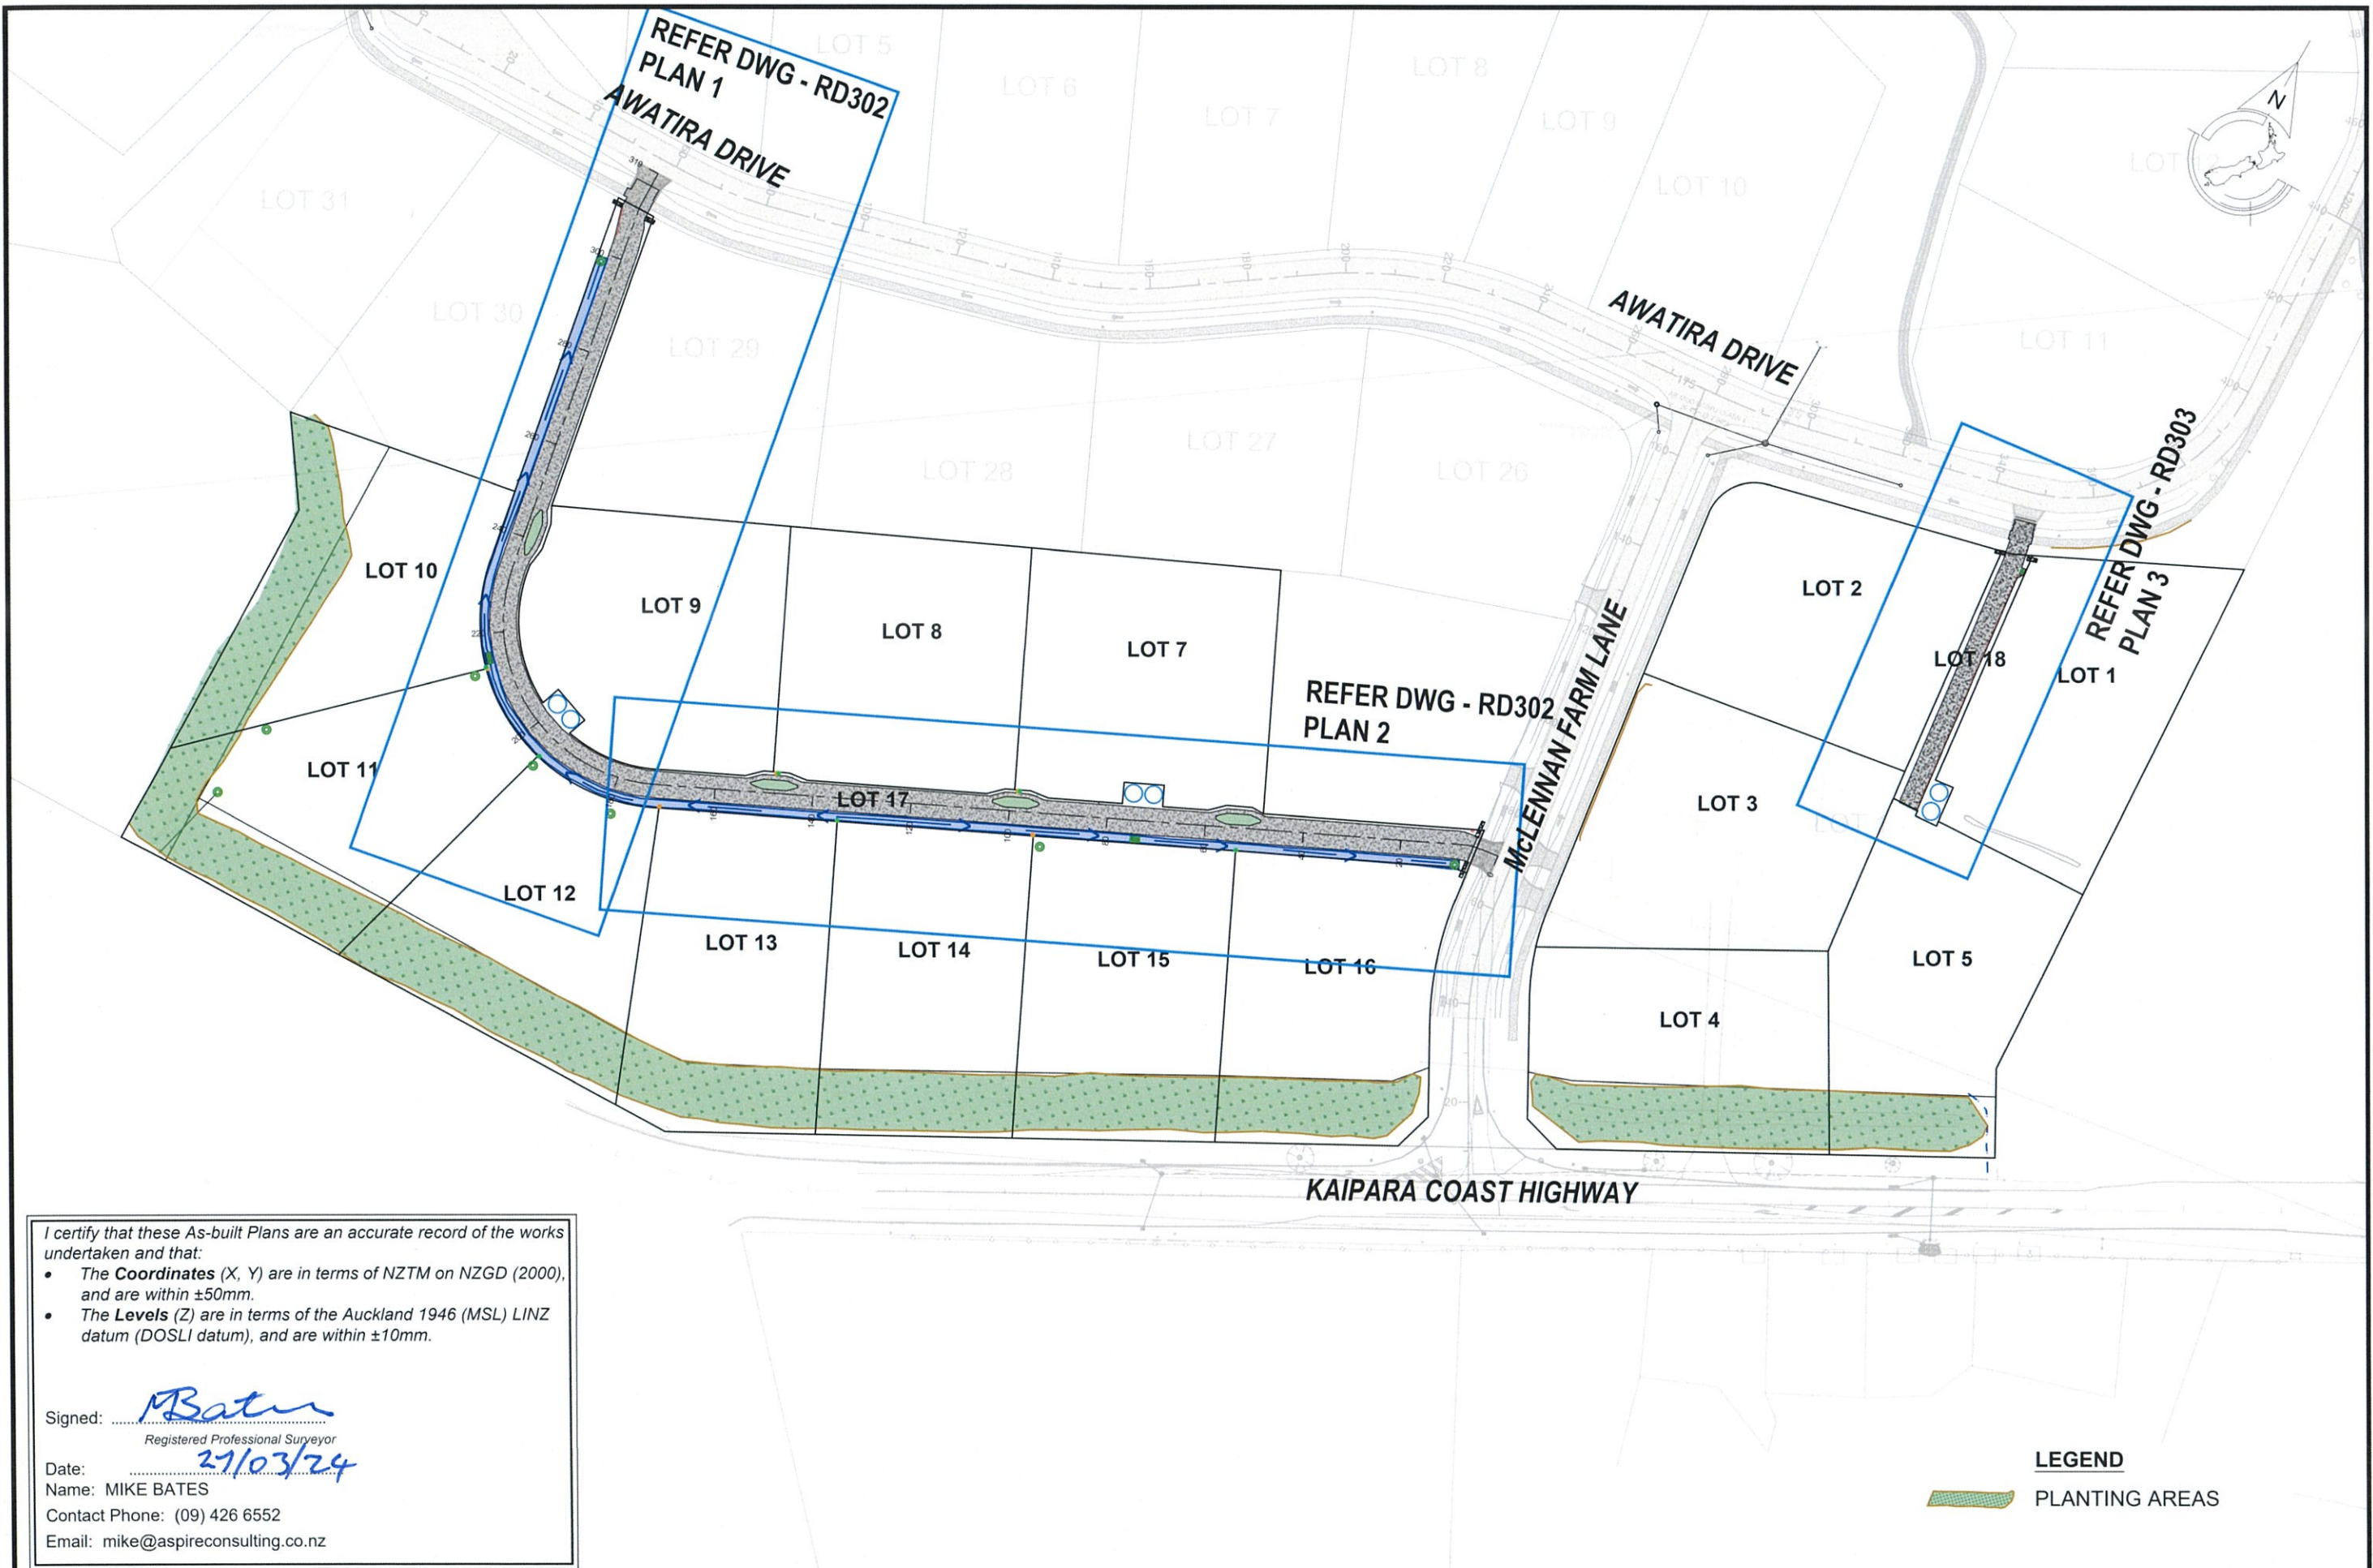 REFER DWG - RD302
PLAN 1
AWATIRA DRIVE
LOT 5
LOT 6
LOT 7
LOT 8
LOT 9
LOT 10
LOT 12
N
LOT 31
LOT 30
LOT 29
LOT 28
LOT 27
LOT 26
LOT 11
AWATIRA DRIVE
REFER DWG - RD303
PLAN 3
LOT 10
LOT 9
LOT 8
LOT 7
LOT 2
LOT 18
LOT 1
McLENNAN FARM LANE
REFER DWG - RD302
PLAN 2
LOT 11
LOT 17
LOT 3
LOT 12
LOT 13
LOT 14
LOT 15
LOT 16
LOT 5
LOT 4
KAIPARA COAST HIGHWAY
I certify that these As-built Plans are an accurate record of the works
undertaken and that:
• The Coordinates (X, Y) are in terms of NZTM on NZGD (2000),
and are within ±50mm.
• The Levels (Z) are in terms of the Auckland 1946 (MSL) LINZ
datum (DOSLI datum), and are within ±10mm.
Signed: MBates
Registered Professional Surveyor
Date: 27/03/24
Name: MIKE BATES
Contact Phone: (09) 426 6552
Email: mike@aspireconsulting.co.nz
LEGEND
PLANTING AREAS